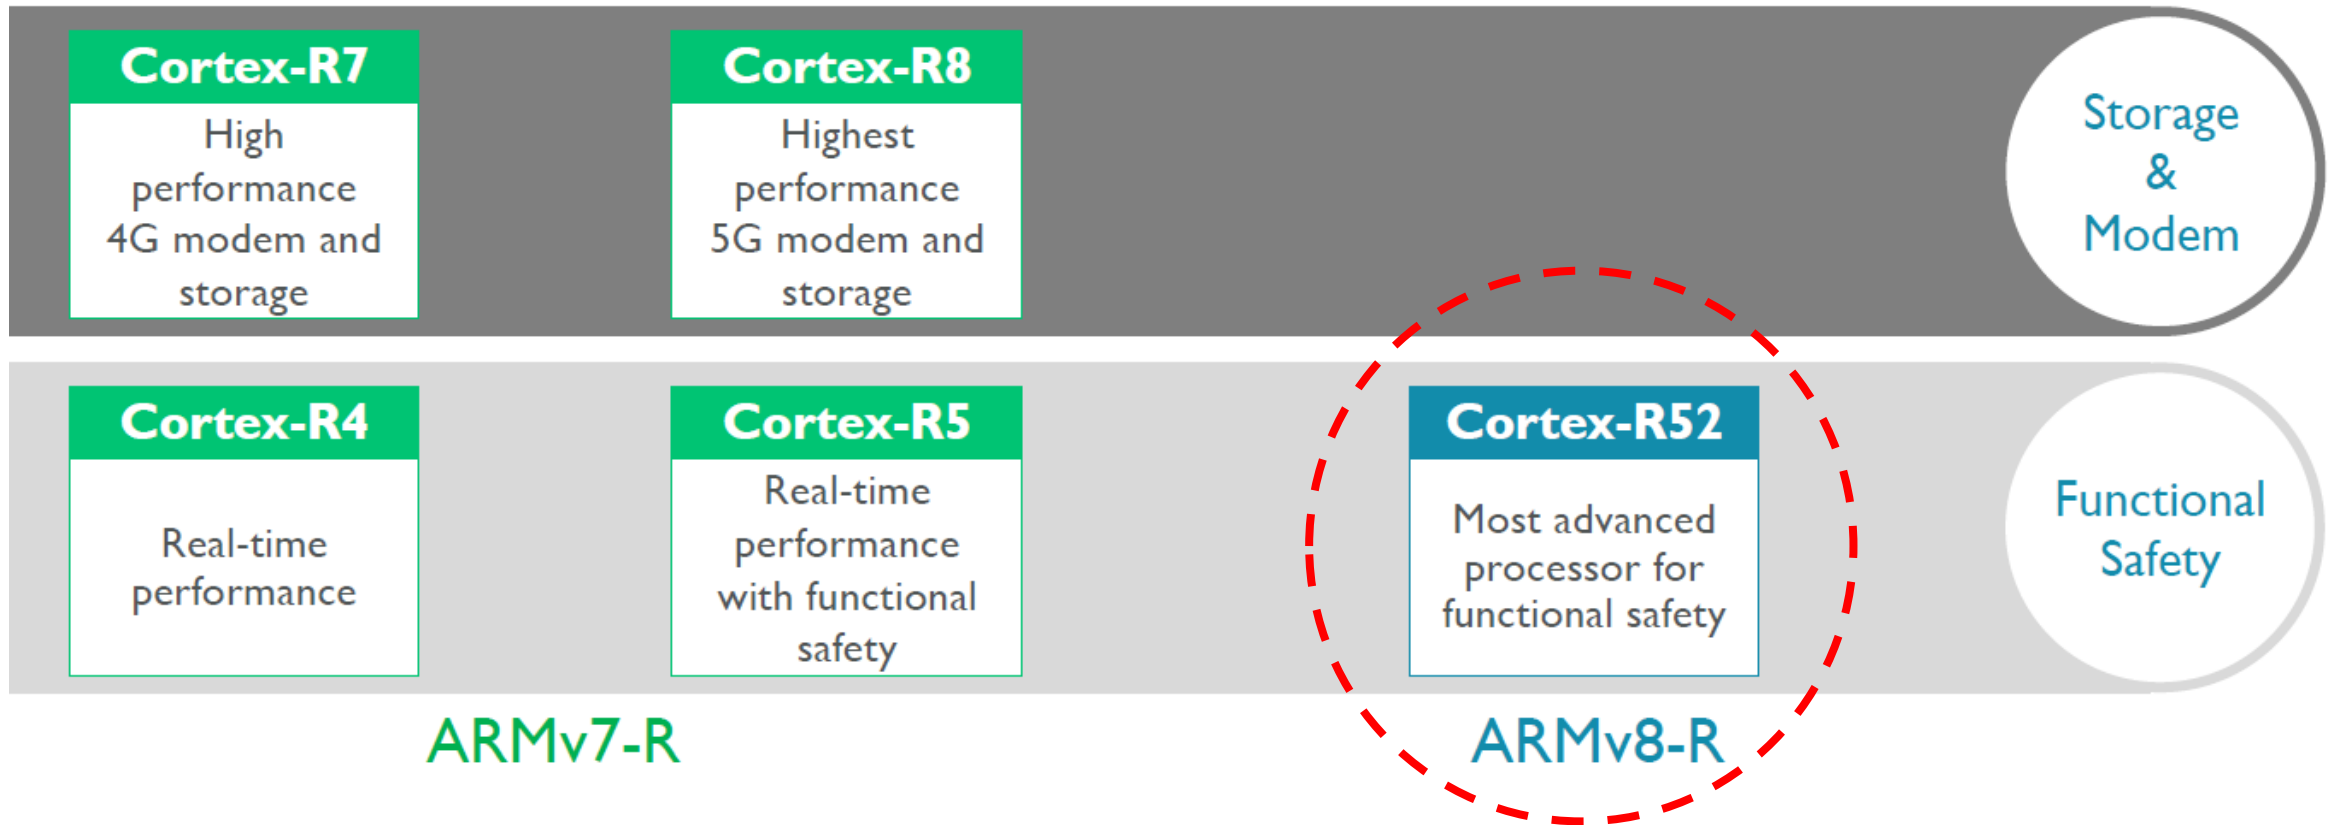 Cortex-R7
High
performance
4G modem and
storage
Cortex-R8
Highest
performance
5G modem and
storage
Storage
&
Modem
Cortex-R4
Real-time
performance
Cortex-R5
Real-time
performance
with functional
safety
Cortex-R52
Most advanced
processor for
functional safety
Functional
Safety
ARMv7-R
ARMv8-R